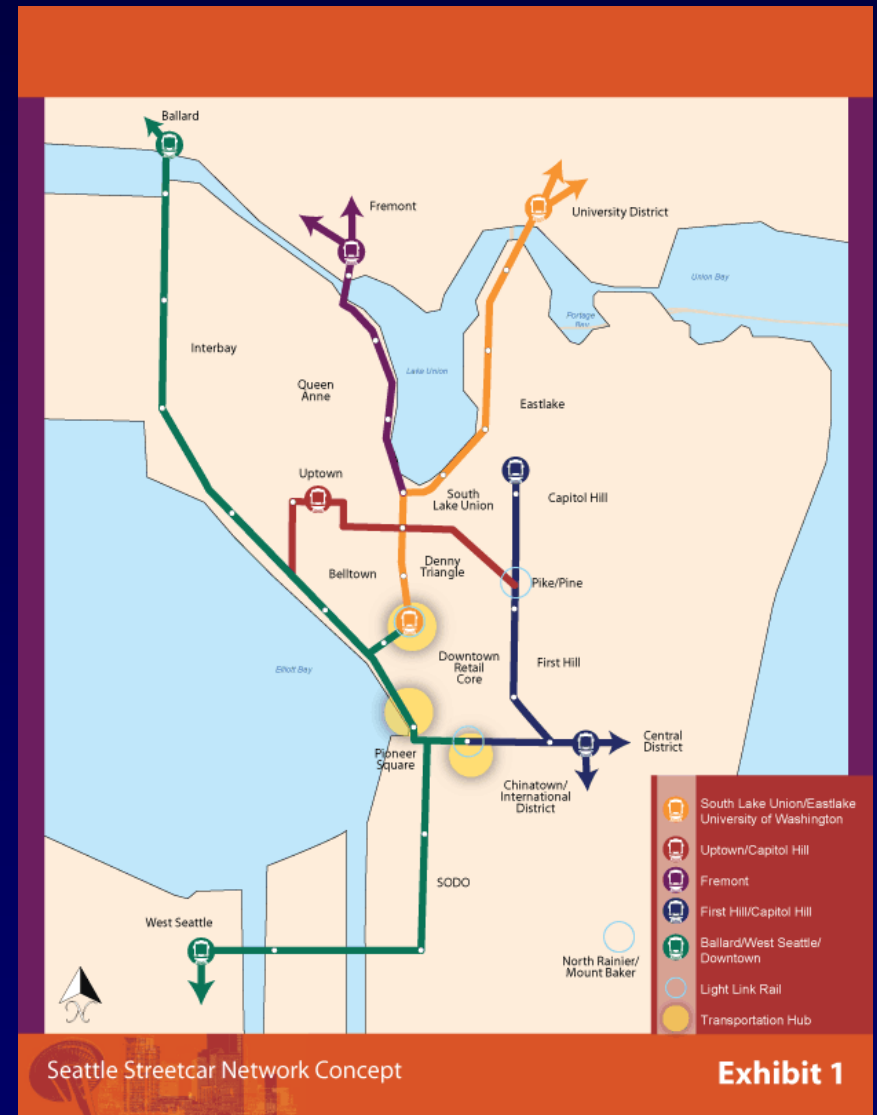 Ballard
Fremont
University District
Union Bay
Portage
Bay
Interbay
Lake Union
Queen
Anne
Eastlake
Uptown
South
Lake Union
Capitol Hill
Belltown
Denny
Triangle
Pike/Pine
Elliott Bay
Downtown
Retail
Core
First Hill
Pioneer
Square
Central
District
Chinatown/
International
District
SODO
West Seattle
North Rainier/
Mount Baker
South Lake Union/Eastlake
University of Washington
Uptown/Capitol Hill
Fremont
First Hill/Capitol Hill
Ballard/West Seattle/
Downtown
Light Link Rail
Transportation Hub
N
Seattle Streetcar Network Concept
Exhibit 1